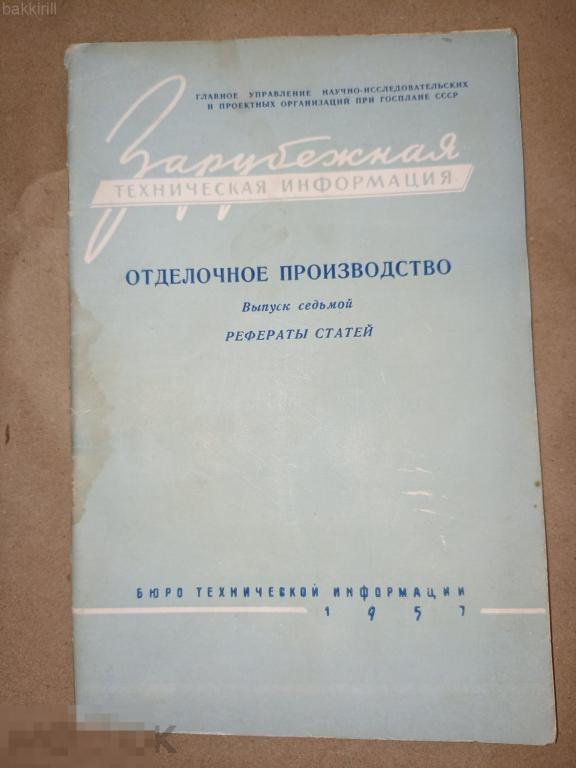 bakkirill
ГЛАВНОЕ УПРАВЛЕНИЕ НАУЧНО-ИССЛЕДОВАТЕЛЬСКИХ
И ПРОЕКТНЫХ ОРГАНИЗАЦИЙ ПРИ ГОСПЛАНЕ СССР
Зарубежная
ТЕХНИЧЕСКАЯ ИНФОРМАЦИЯ
ОТДЕЛОЧНОЕ ПРОИЗВОДСТВО
Выпуск седьмой
РЕФЕРАТЫ СТАТЕЙ
БЮРО ТЕХНИЧЕСКОЙ ИНФОРМАЦИИ
1957